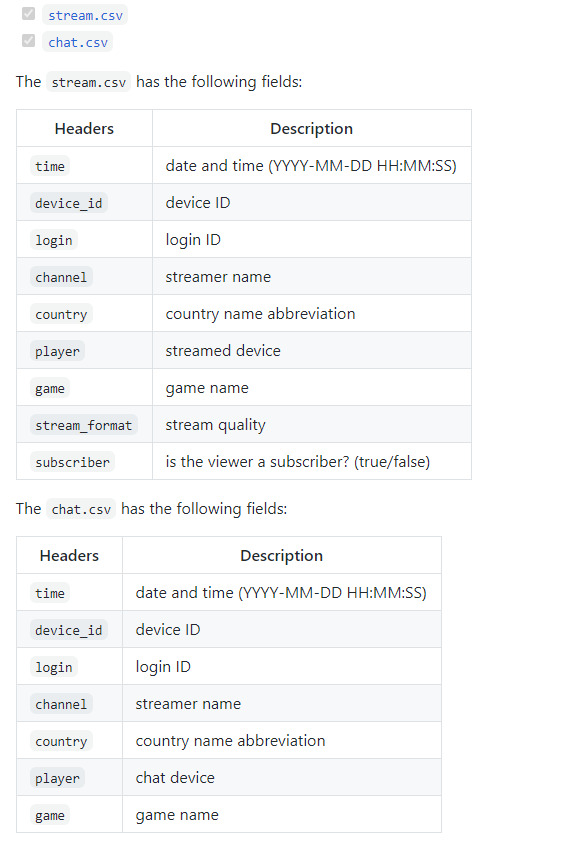 stream.csv
chat.csv
The stream.csv has the following fields:
Headers Description
time date and time (YYYY-MM-DD HH:MM:SS)
device_id device ID
login login ID
channel streamer name
country country name abbreviation
player streamed device
game game name
stream_format stream quality
subscriber is the viewer a subscriber? (true/false)
The chat.csv has the following fields:
Headers Description
time date and time (YYYY-MM-DD HH:MM:SS)
device_id device ID
login login ID
channel streamer name
country country name abbreviation
player chat device
game game name